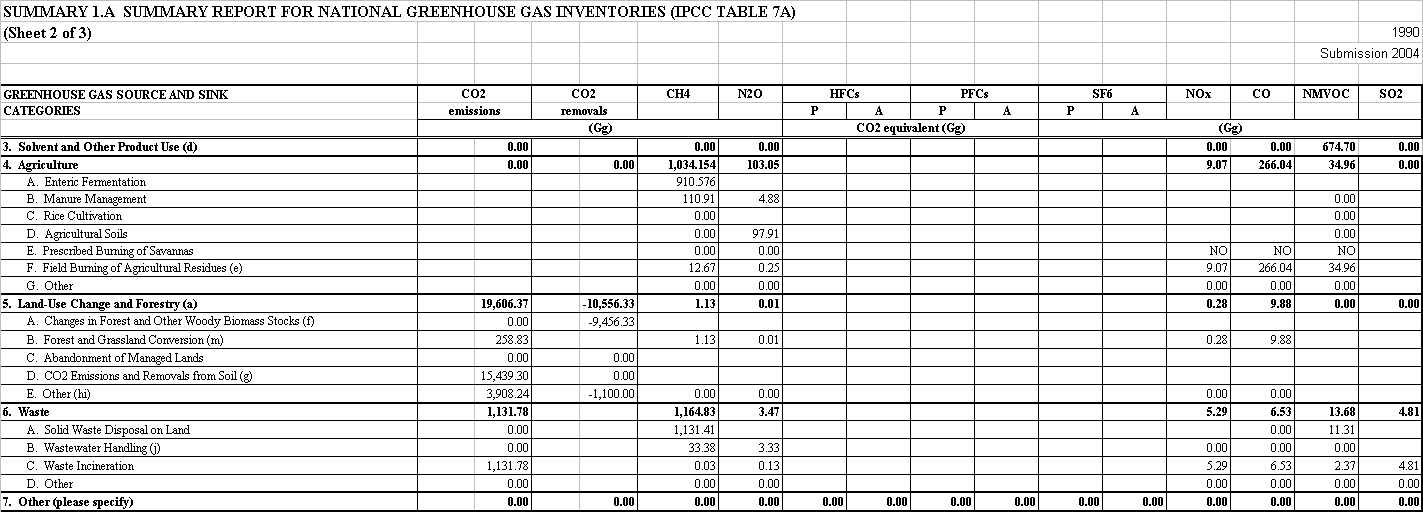 SUMMARY 1.A SUMMARY REPORT FOR NATIONAL GREENHOUSE GAS INVENTORIES (IPCC TABLE 7A)
(Sheet 2 of 3) 1990
Submission 2004
GREENHOUSE GAS SOURCE AND SINK CO2 CO2 CH4 N2O HFCs PFCs SF6 NOx CO NMVOC SO2
CATEGORIES emissions removals P A P A P A
(Gg) CO2 equivalent (Gg) (Gg)
3. Solvent and Other Product Use (d) 0.00 0.00 0.00 0.00 0.00 674.70 0.00
4. Agriculture 0.00 0.00 1,034.154 103.05 9.07 266.04 34.96 0.00
A. Enteric Fermentation 910.576
B. Manure Management 110.91 4.88 0.00
C. Rice Cultivation 0.00 0.00
D. Agricultural Soils 0.00 97.91 0.00
E. Prescribed Burning of Savannas 0.00 0.00 NO NO NO
F. Field Burning of Agricultural Residues (e) 12.67 0.25 9.07 266.04 34.96
G. Other 0.00 0.00 0.00 0.00 0.00
5. Land-Use Change and Forestry (a) 19,606.37 -10,556.33 1.13 0.01 0.28 9.88 0.00 0.00
A. Changes in Forest and Other Woody Biomass Stocks (f) 0.00 -9,456.33
B. Forest and Grassland Conversion (m) 258.83 1.13 0.01 0.28 9.88
C. Abandonment of Managed Lands 0.00 0.00
D. CO2 Emissions and Removals from Soil (g) 15,439.30 0.00
E. Other (hi) 3,908.24 -1,100.00 0.00 0.00 0.00 0.00
6. Waste 1,131.78 1,164.83 3.47 5.29 6.53 13.68 4.81
A. Solid Waste Disposal on Land 0.00 1,131.41 0.00 11.31
B. Wastewater Handling (j) 0.00 33.38 3.33 0.00 0.00 0.00
C. Waste Incineration 1,131.78 0.03 0.13 5.29 6.53 2.37 4.81
D. Other 0.00 0.00 0.00 0.00 0.00 0.00 0.00
7. Other (please specify) 0.00 0.00 0.00 0.00 0.00 0.00 0.00 0.00 0.00 0.00 0.00 0.00 0.00 0.00